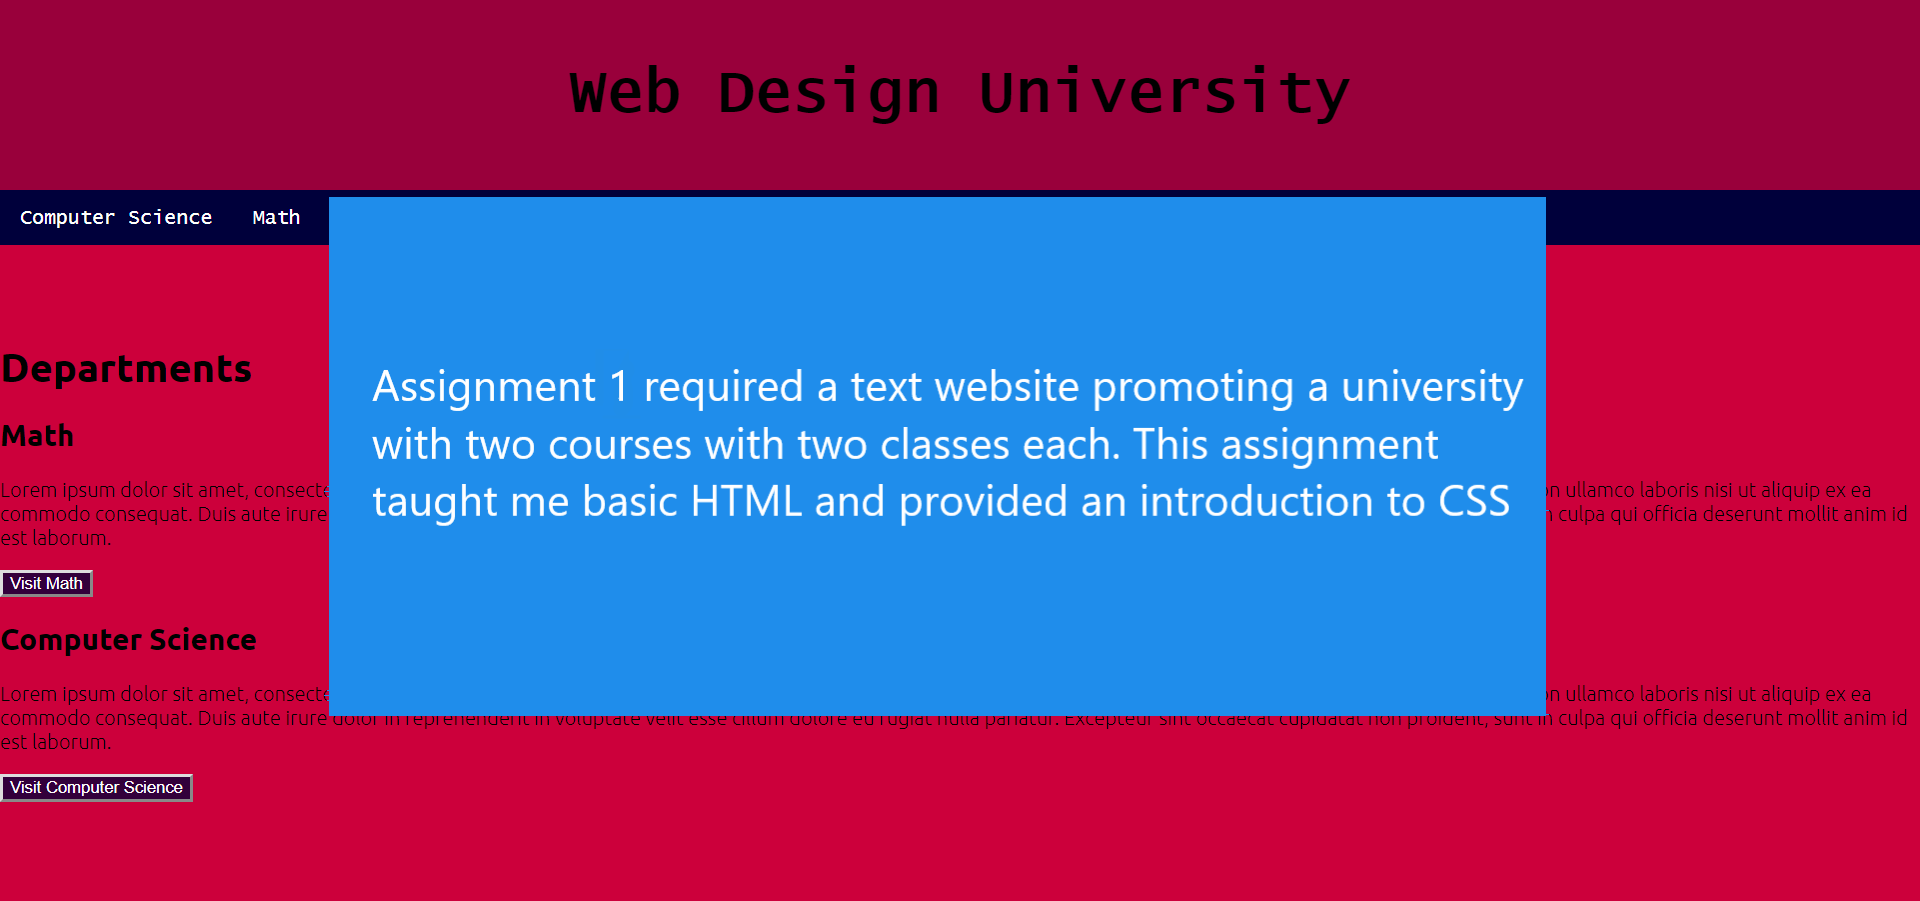 Web Design University
Computer Science Math
Departments
Math
Assignment 1 required a text website promoting a university
with two courses with two classes each. This assignment
taught me basic HTML and provided an introduction to CSS
Lorem ipsum dolor sit amet, ullamco laboris nisi ut aliquip ex ea
commodo consequat. Duis aute irure culpa qui officia deserunt mollit anim id
est laborum.
Visit Math
Computer Science
Lorem ipsum dolor sit amet, ullamco laboris nisi ut aliquip ex ea
commodo consequat. Duis aute irure dolor in reprehenderit in voluptate velit esse cillum dolore eu fugiat nulla pariatur. Excepteur sint occaecat cupidatat non proident, sunt in culpa qui officia deserunt mollit anim id
est laborum.
Visit Computer Science